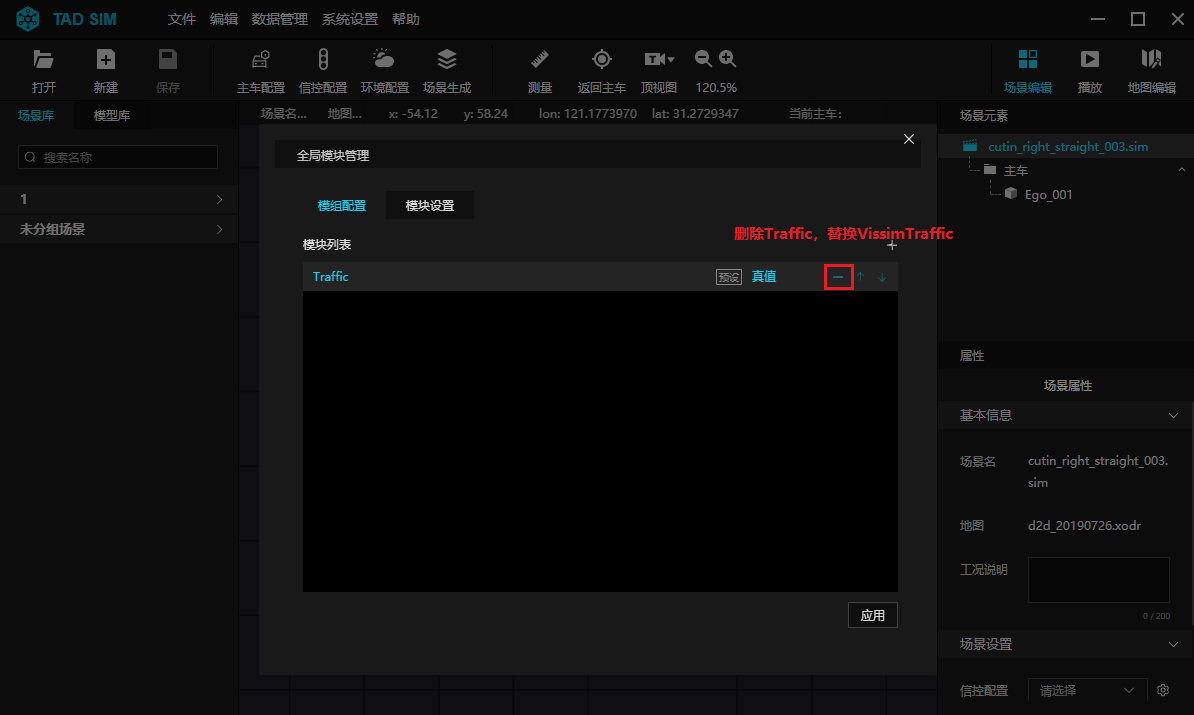 TAD SIM 文件 编辑 数据管理 系统设置 帮助
打开 新建 保存 主车配置 信控配置 环境配置 场景生成 测量 返回主车 顶视图 120.5% 场景编辑 播放 地图编辑
场景库 模型库
场景名... 地图... x: -54.12 y: 58.24 lon: 121.1773970 lat: 31.2729347 当前主车:
搜索名称
1
未分组场景
全局模块管理
模组配置 模块设置
模块列表
删除Traffic，替换VissimTraffic
Traffic 预设 真值
应用
场景元素
cutin_right_straight_003.sim
主车
Ego_001
属性
场景属性
基本信息
场景名 cutin_right_straight_003.
sim
地图 d2d_20190726.xodr
工况说明
0 / 200
场景设置
信控配置 请选择